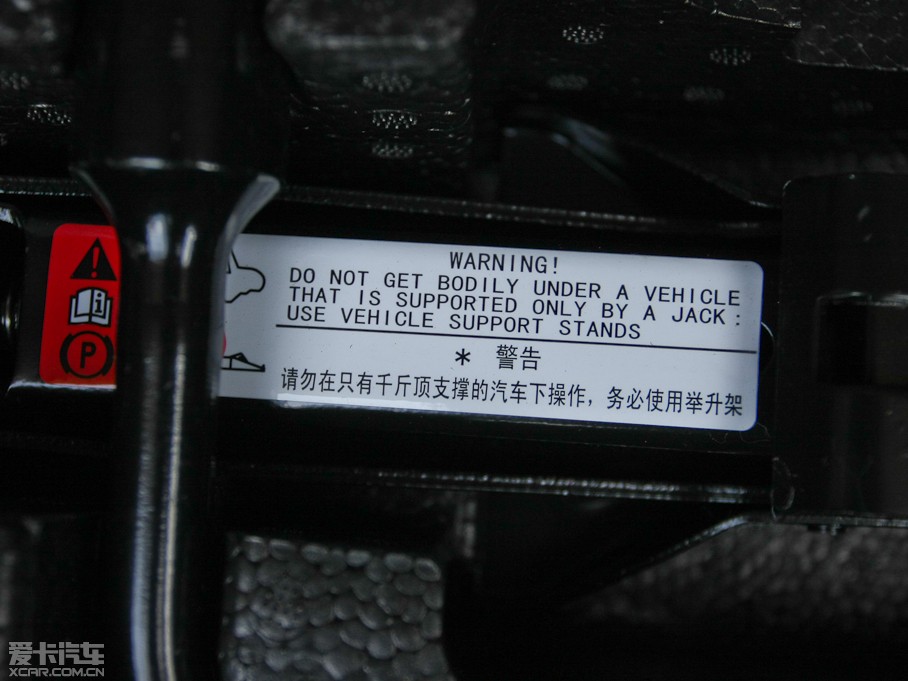 WARNING!
DO NOT GET BODILY UNDER A VEHICLE
THAT IS SUPPORTED ONLY BY A JACK:
USE VEHICLE SUPPORT STANDS
* 警告
请勿在只有千斤顶支撑的汽车下操作，务必使用举升架
P
爱卡汽车
XCAR.COM.CN